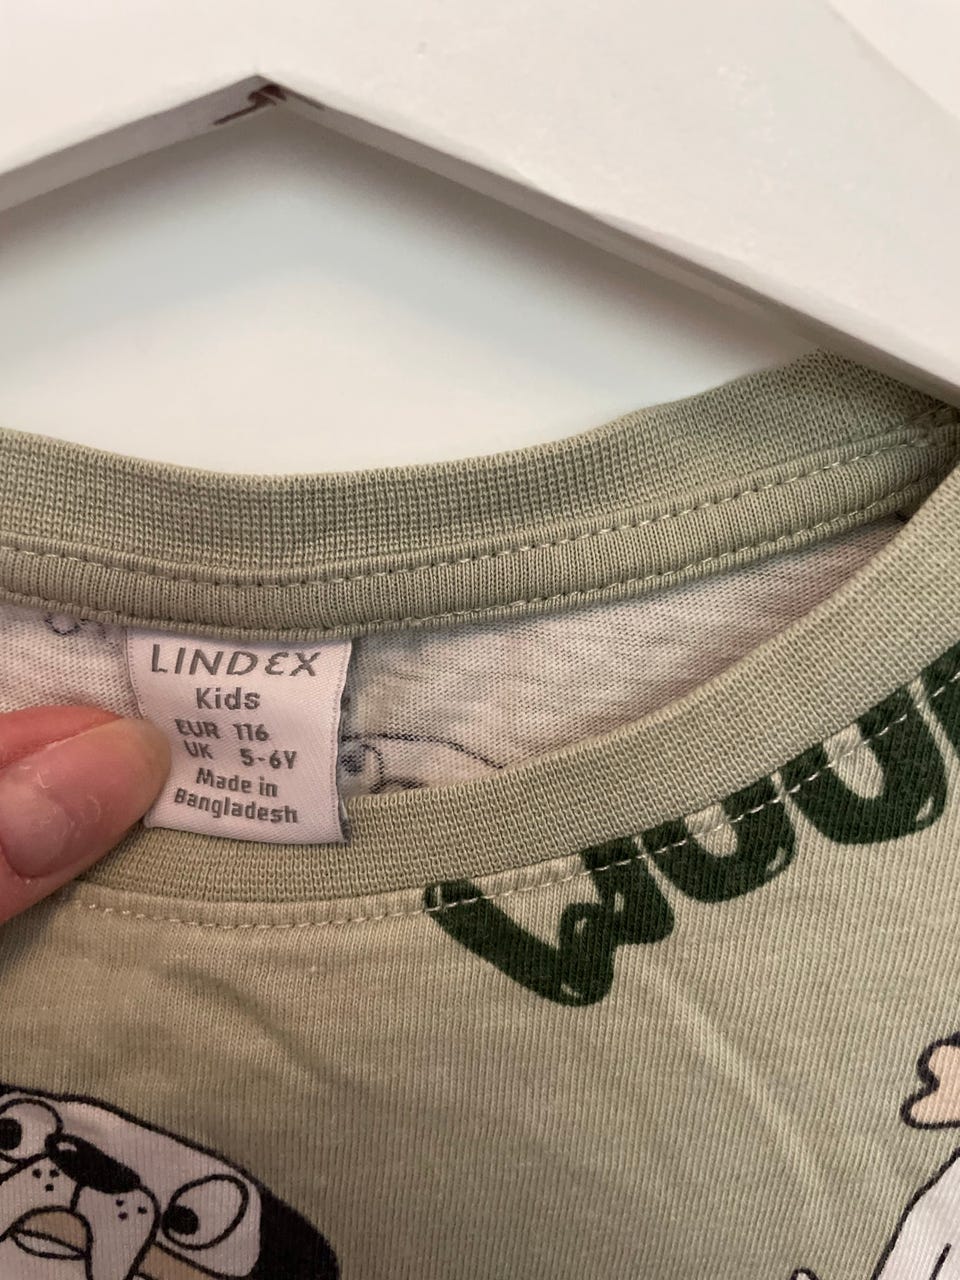 LINDEX
Kids
EUR 116
UK 5-6Y
Made in
Bangladesh